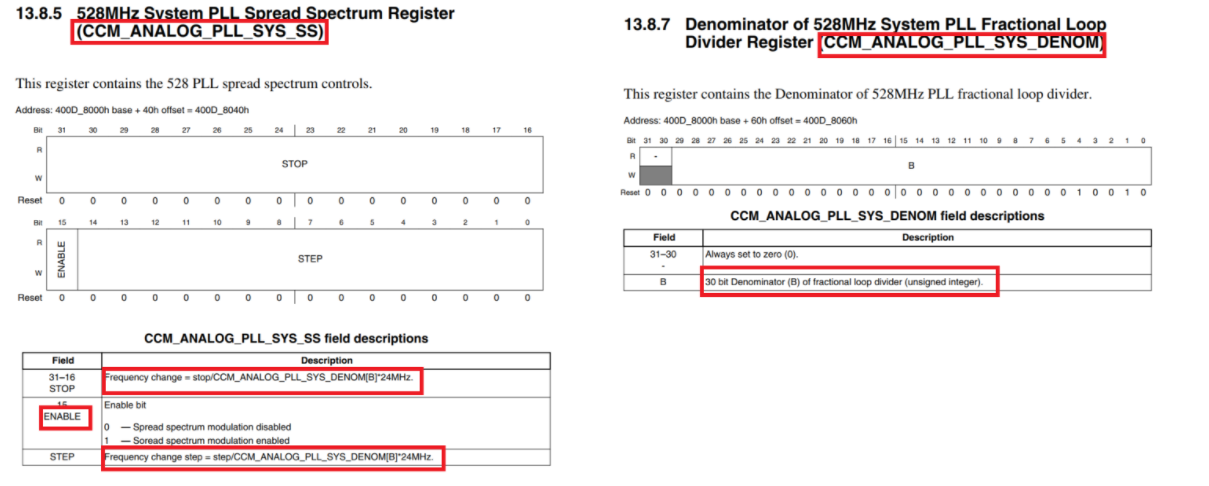 13.8.5 528MHz System PLL Spread Spectrum Register
(CCM_ANALOG_PLL_SYS_SS)
This register contains the 528 PLL spread spectrum controls.
Address: 400D_8000h base + 40h offset = 400D_8040h
Bit 31 30 29 28 27 26 25 24 23 22 21 20 19 18 17 16
R
STOP
W
Reset 0 0 0 0 0 0 0 0 0 0 0 0 0 0 0 0
Bit 15 14 13 12 11 10 9 8 7 6 5 4 3 2 1 0
R
ENABLE STEP
W
Reset 0 0 0 0 0 0 0 0 0 0 0 0 0 0 0 0
CCM_ANALOG_PLL_SYS_SS field descriptions
Field Description
31–16 Frequency change = stop/CCM_ANALOG_PLL_SYS_DENOM[B]*24MHz.
STOP
15 Enable bit
ENABLE
0 — Spread spectrum modulation disabled
1 — Soread spectrum modulation enabled
STEP Frequency change step = step/CCM_ANALOG_PLL_SYS_DENOM[B]*24MHz.
13.8.7 Denominator of 528MHz System PLL Fractional Loop
Divider Register (CCM_ANALOG_PLL_SYS_DENOM)
This register contains the Denominator of 528MHz PLL fractional loop divider.
Address: 400D_8000h base + 60h offset = 400D_8060h
Bit 31 30 29 28 27 26 25 24 23 22 21 20 19 18 17 16 15 14 13 12 11 10 9 8 7 6 5 4 3 2 1 0
R -
B
W
Reset 0 0 0 0 0 0 0 0 0 0 0 0 0 0 0 0 0 0 0 0 0 0 0 0 0 0 0 1 0 0 1 0
CCM_ANALOG_PLL_SYS_DENOM field descriptions
Field Description
31–30 Always set to zero (0).
-
B 30 bit Denominator (B) of fractional loop divider (unsigned integer).